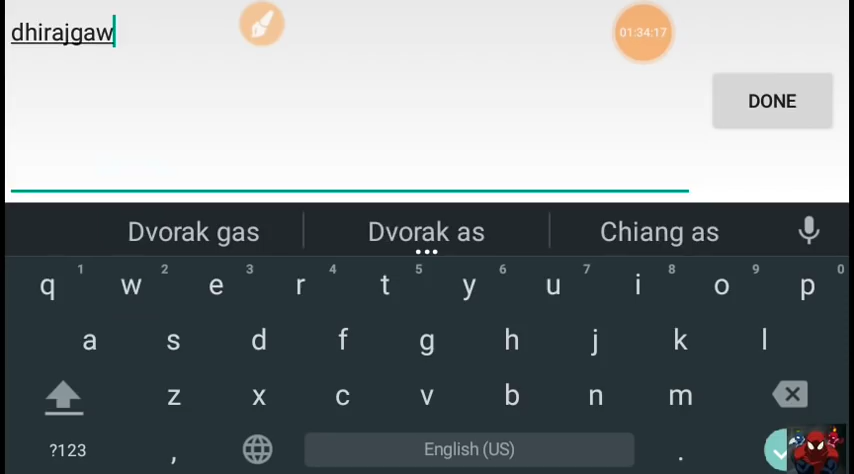 dhirajgaw
01:34:17
DONE
Dvorak gas Dvorak as Chiang as
q 1 w 2 e 3 r 4 t 5 y 6 u 7 i 8 o 9 p 0
a s d f g h j k l
z x c v b n m
?123 , English (US) .